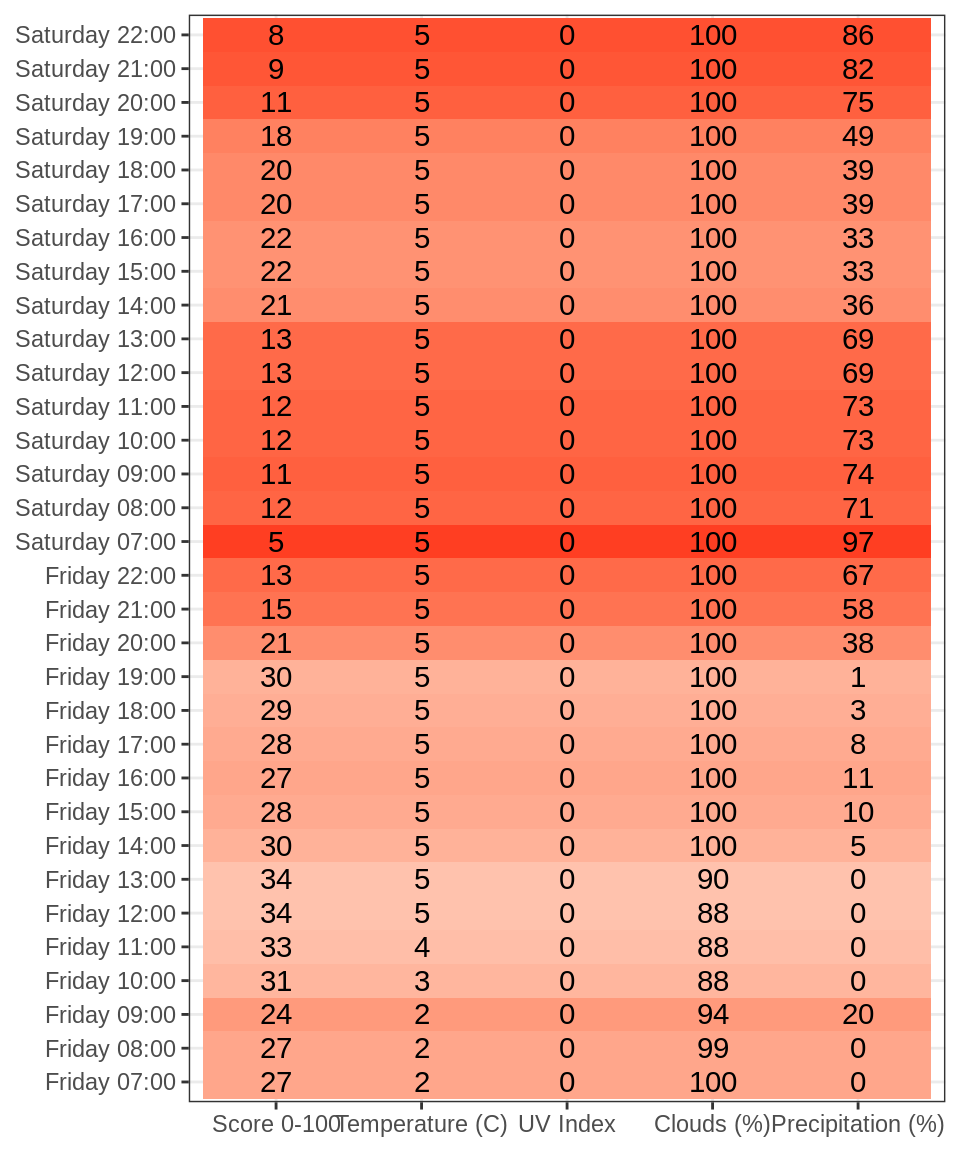 Saturday 22:00 8 5 0 100 86
Saturday 21:00 9 5 0 100 82
Saturday 20:00 11 5 0 100 75
Saturday 19:00 18 5 0 100 49
Saturday 18:00 20 5 0 100 39
Saturday 17:00 20 5 0 100 39
Saturday 16:00 22 5 0 100 33
Saturday 15:00 22 5 0 100 33
Saturday 14:00 21 5 0 100 36
Saturday 13:00 13 5 0 100 69
Saturday 12:00 13 5 0 100 69
Saturday 11:00 12 5 0 100 73
Saturday 10:00 12 5 0 100 73
Saturday 09:00 11 5 0 100 74
Saturday 08:00 12 5 0 100 71
Saturday 07:00 5 5 0 100 97
Friday 22:00 13 5 0 100 67
Friday 21:00 15 5 0 100 58
Friday 20:00 21 5 0 100 38
Friday 19:00 30 5 0 100 1
Friday 18:00 29 5 0 100 3
Friday 17:00 28 5 0 100 8
Friday 16:00 27 5 0 100 11
Friday 15:00 28 5 0 100 10
Friday 14:00 30 5 0 100 5
Friday 13:00 34 5 0 90 0
Friday 12:00 34 5 0 88 0
Friday 11:00 33 4 0 88 0
Friday 10:00 31 3 0 88 0
Friday 09:00 24 2 0 94 20
Friday 08:00 27 2 0 99 0
Friday 07:00 27 2 0 100 0
Score 0-100 Temperature (C) UV Index Clouds (%) Precipitation (%)